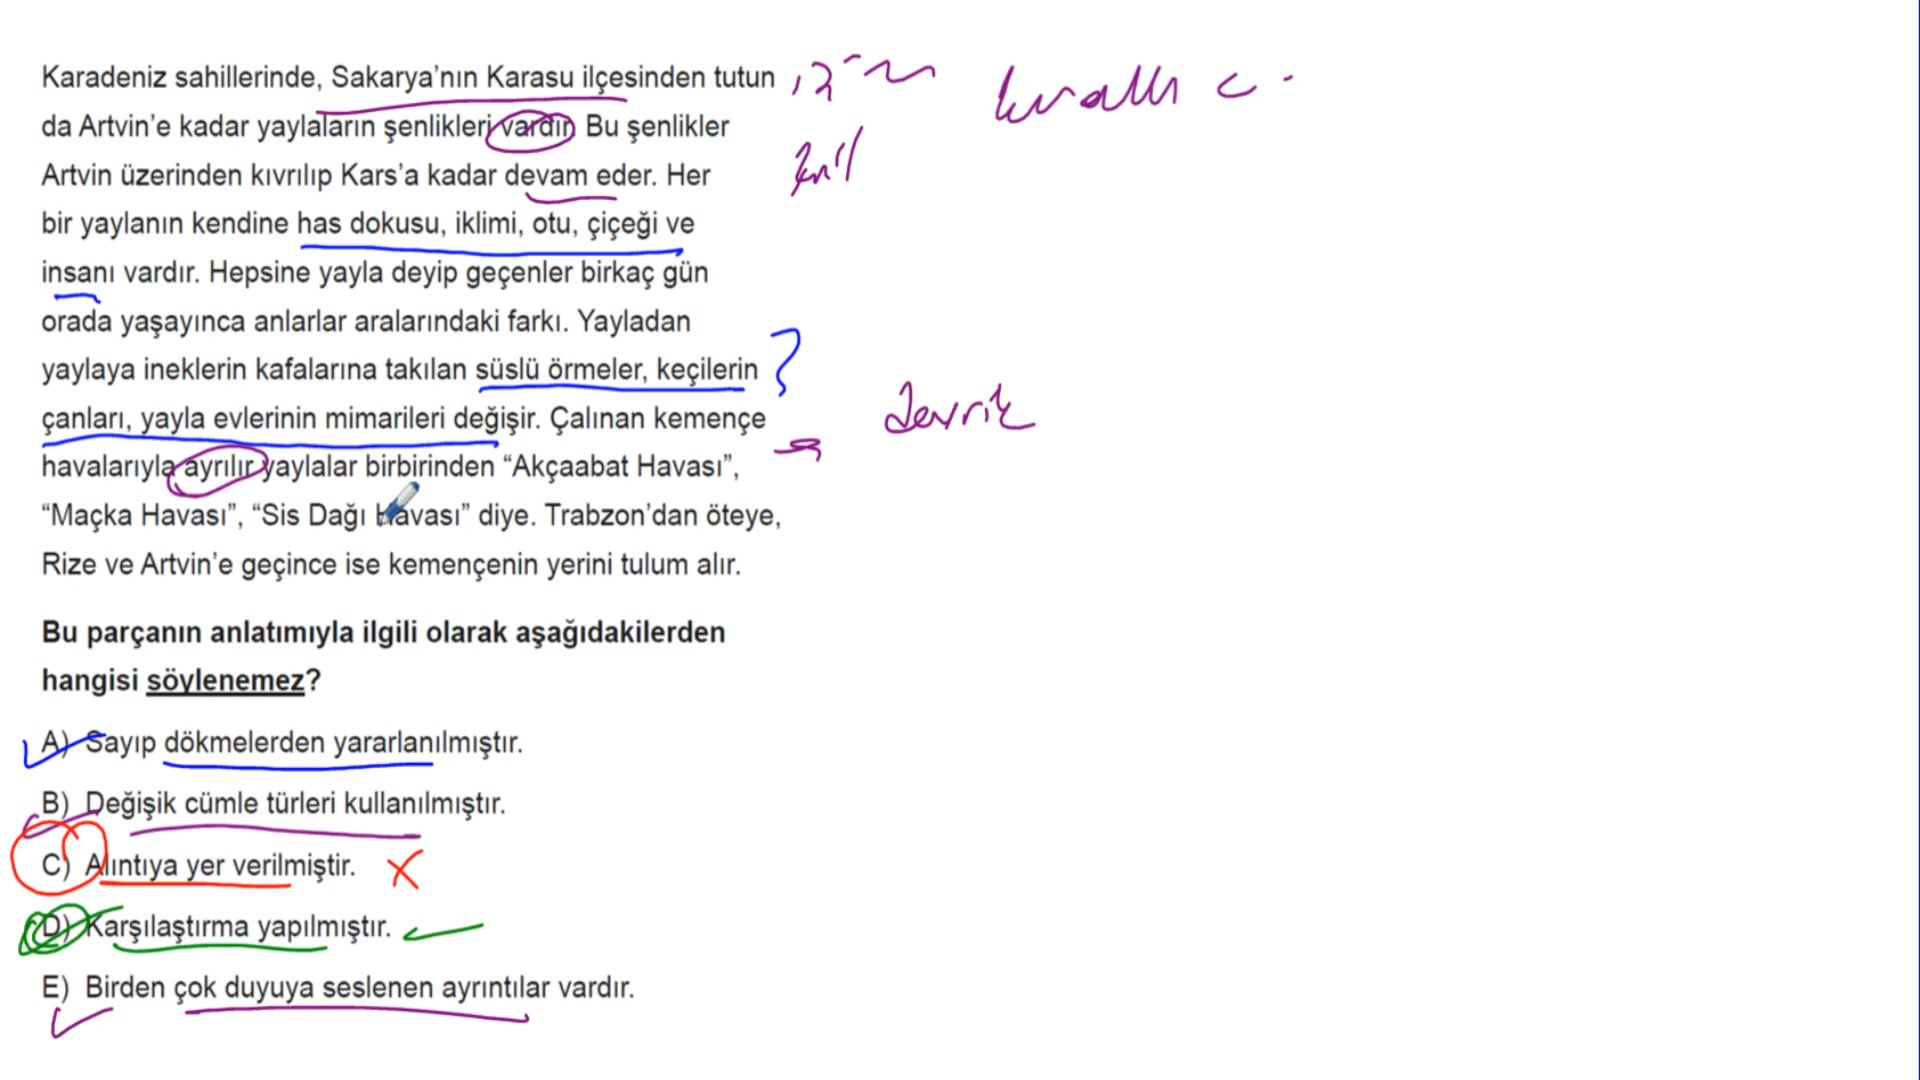 Karadeniz sahillerinde, Sakarya’nın Karasu ilçesinden tutun
da Artvin’e kadar yaylaların şenlikleri vardır. Bu şenlikler
Artvin üzerinden kıvrılıp Kars’a kadar devam eder. Her
bir yaylanın kendine has dokusu, iklimi, otu, çiçeği ve
insanı vardır. Hepsine yayla deyip geçenler birkaç gün
orada yaşayınca anlarlar aralarındaki farkı. Yayladan
yaylaya ineklerin kafalarına takılan süslü örmeler, keçilerin
çanları, yayla evlerinin mimarileri değişir. Çalınan kemençe
havalarıyla ayrılır yaylalar birbirinden “Akçaabat Havası”,
“Maçka Havası”, “Sis Dağı Havası” diye. Trabzon’dan öteye,
Rize ve Artvin’e geçince ise kemençenin yerini tulum alır.
kurallı c
devrik
Bu parçanın anlatımıyla ilgili olarak aşağıdakilerden
hangisi söylenemez?
A) Sayıp dökmelerden yararlanılmıştır.
B) Değişik cümle türleri kullanılmıştır.
C) Alıntıya yer verilmiştir.
D) Karşılaştırma yapılmıştır.
E) Birden çok duyuya seslenen ayrıntılar vardır.